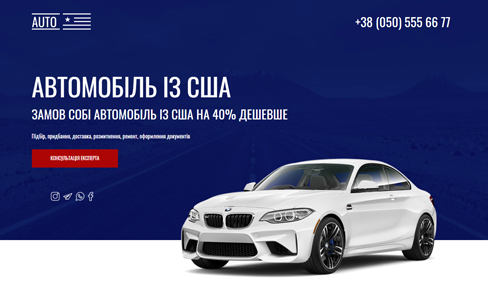 AUTO
+38 (050) 555 66 77
АВТОМОБІЛЬ ІЗ США
ЗАМОВ СОБІ АВТОМОБІЛЬ ІЗ США НА 40% ДЕШЕВШЕ
Підбір, придбання, доставка, розмитнення, ремонт, оформлення документів
КОНСУЛЬТАЦІЯ ЕКСПЕРТА